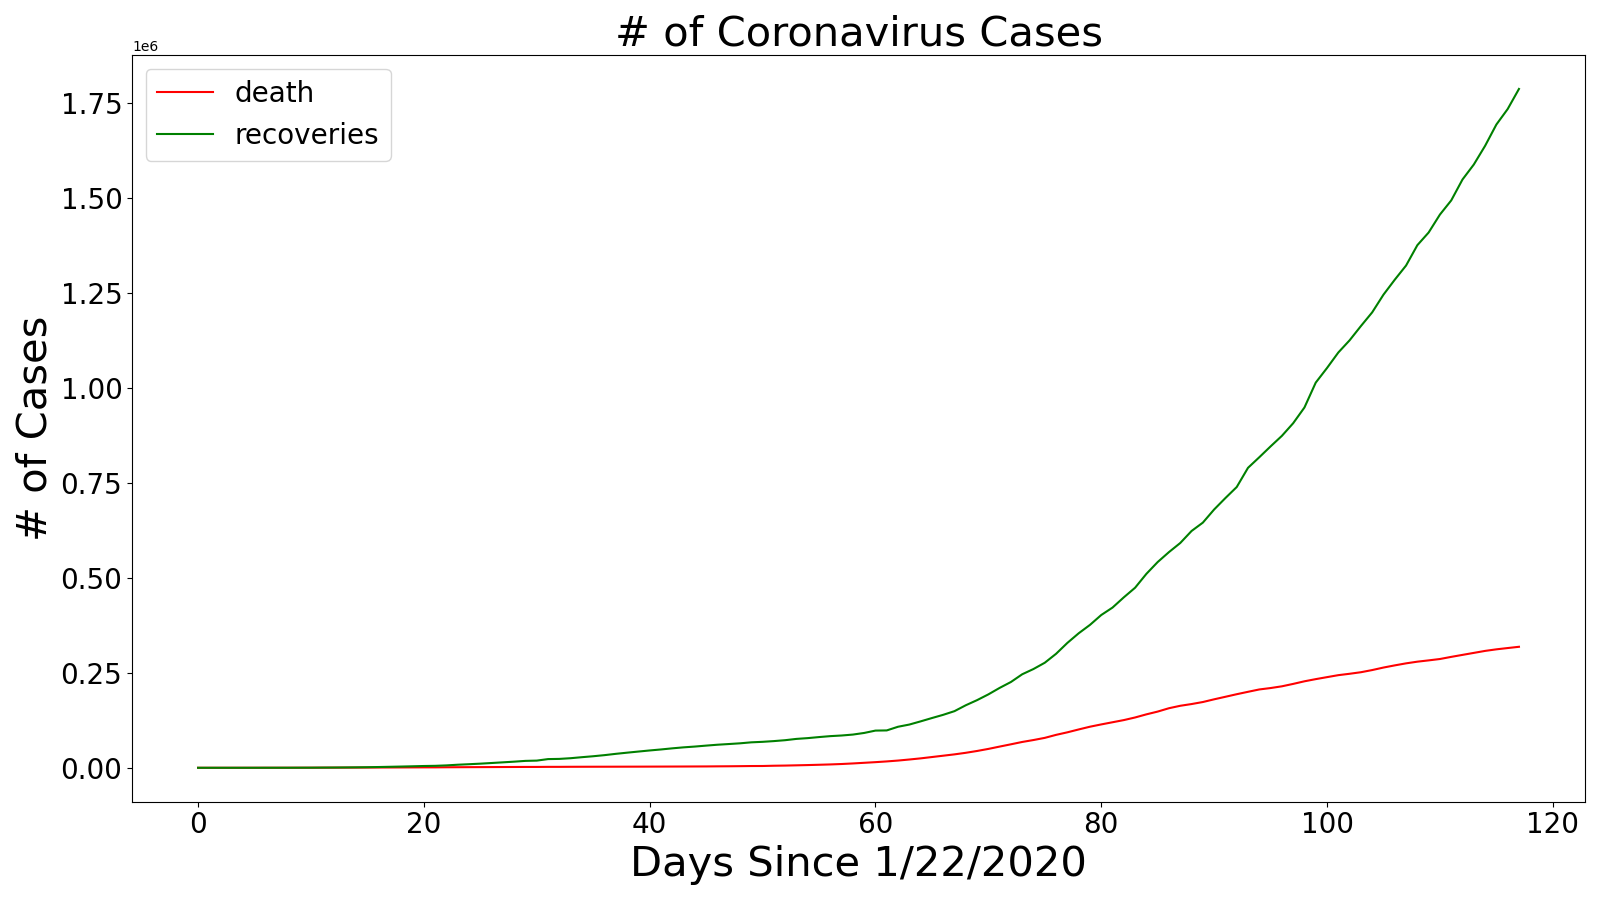 # of Coronavirus Cases
1e6
death
recoveries
1.75
1.50
1.25
1.00
0.75
0.50
0.25
0.00
# of Cases
0 20 40 60 80 100 120
Days Since 1/22/2020